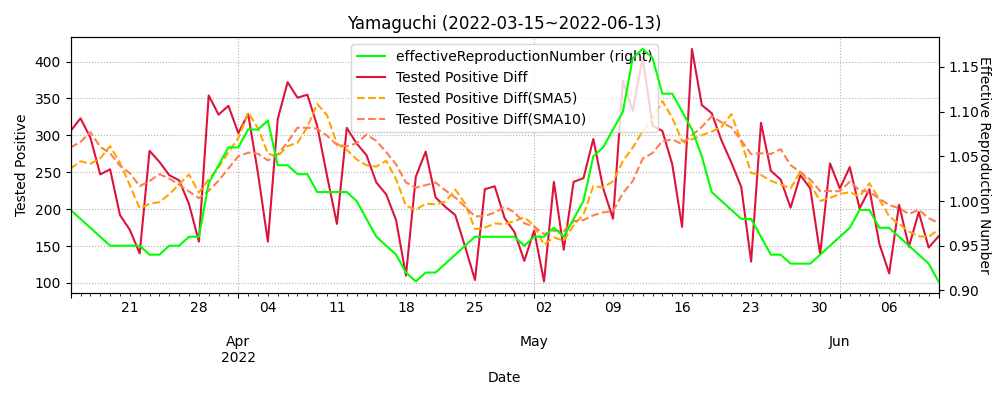 Yamaguchi (2022-03-15~2022-06-13)
effectiveReproductionNumber (right)
Tested Positive Diff
Tested Positive Diff(SMA5)
Tested Positive Diff(SMA10)
Tested Positive
400
350
300
250
200
150
100
1.15
1.10
1.05
1.00
0.95
0.90
Effective Reproduction Number
21 28 04 11 18 25 02 09 16 23 30 06
Apr May Jun
2022
Date